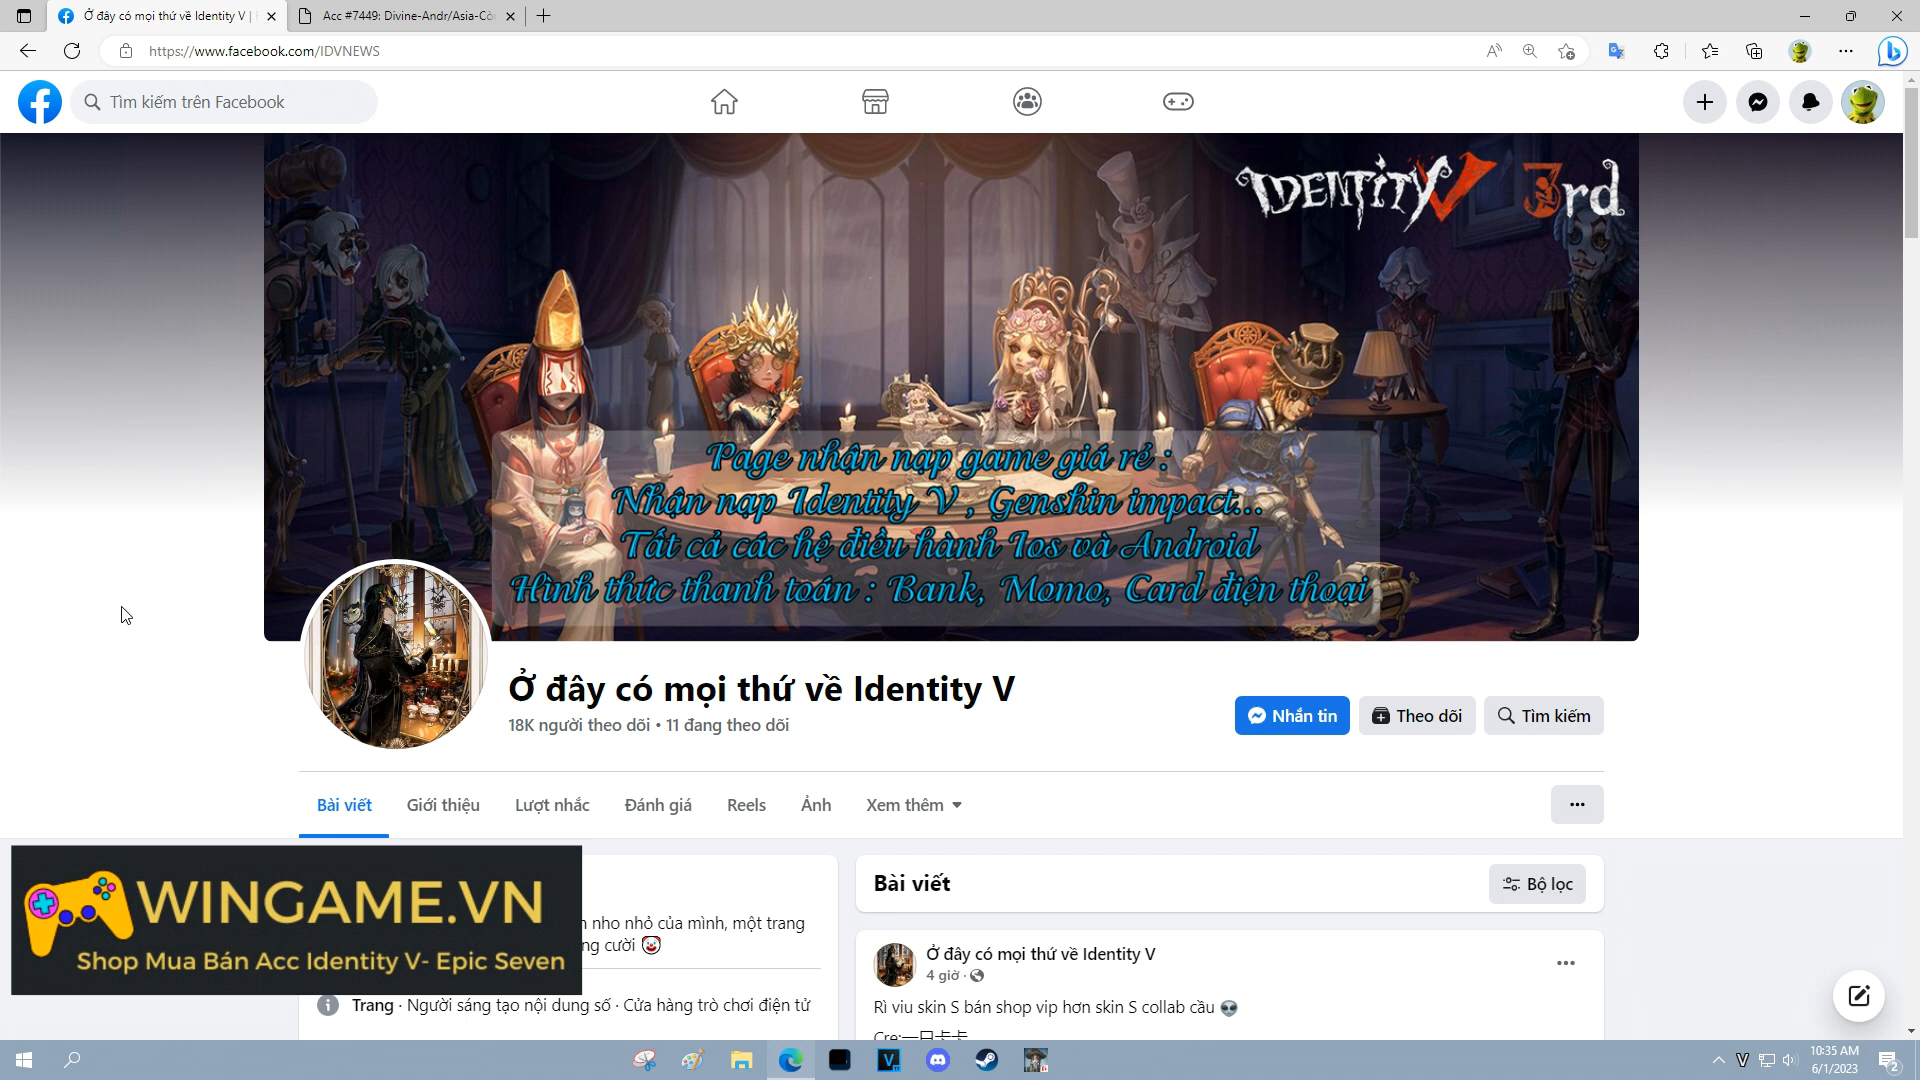 Ở đây có mọi thứ về Identity V | F
Acc #7449: Divine-Andr/Asia-Côn
https://www.facebook.com/IDVNEWS
Tìm kiếm trên Facebook
IDENTITY V 3rd
Page nhận nạp game giá rẻ :
Nhận nạp Identity V , Genshin impact...
Tất cả các hệ điều hành Ios và Android
Hình thức thanh toán : Bank, Momo, Card điện thoại
Ở đây có mọi thứ về Identity V
18K người theo dõi • 11 đang theo dõi
Nhắn tin
Theo dõi
Tìm kiếm
Bài viết
Giới thiệu
Lượt nhắc
Đánh giá
Reels
Ảnh
Xem thêm
WINGAME.VN
Shop Mua Bán Acc Identity V- Epic Seven
nho nhỏ của mình, một trang
ng cười 🤡
Trang · Người sáng tạo nội dung số · Cửa hàng trò chơi điện tử
Bài viết
Bộ lọc
Ở đây có mọi thứ về Identity V
4 giờ ·
Rì viu skin S bán shop vip hơn skin S collab cầu 👽
Cre:一口卡卡
10:35 AM
6/1/2023
2